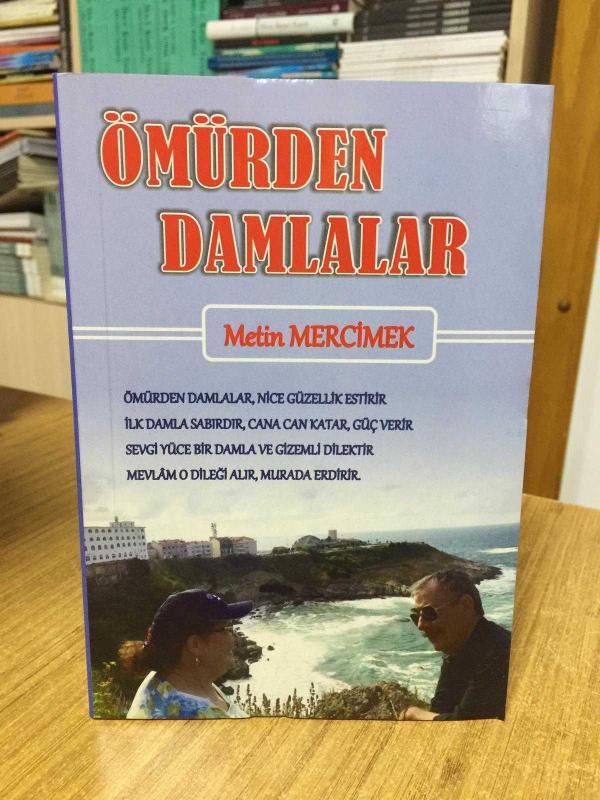 ÖMÜRDEN
DAMLALAR
Metin MERCİMEK
ÖMÜRDEN DAMLALAR, NİCE GÜZELLİK ESTİRİR
İLK DAMLA SABIRDIR, CANA CAN KATAR, GÜÇ VERİR
SEVGİ YÜCE BİR DAMLA VE GİZEMLİ DİLEKTİR
MEVLÂM O DİLEĞİ ALIR, MURADA ERDİRİR.